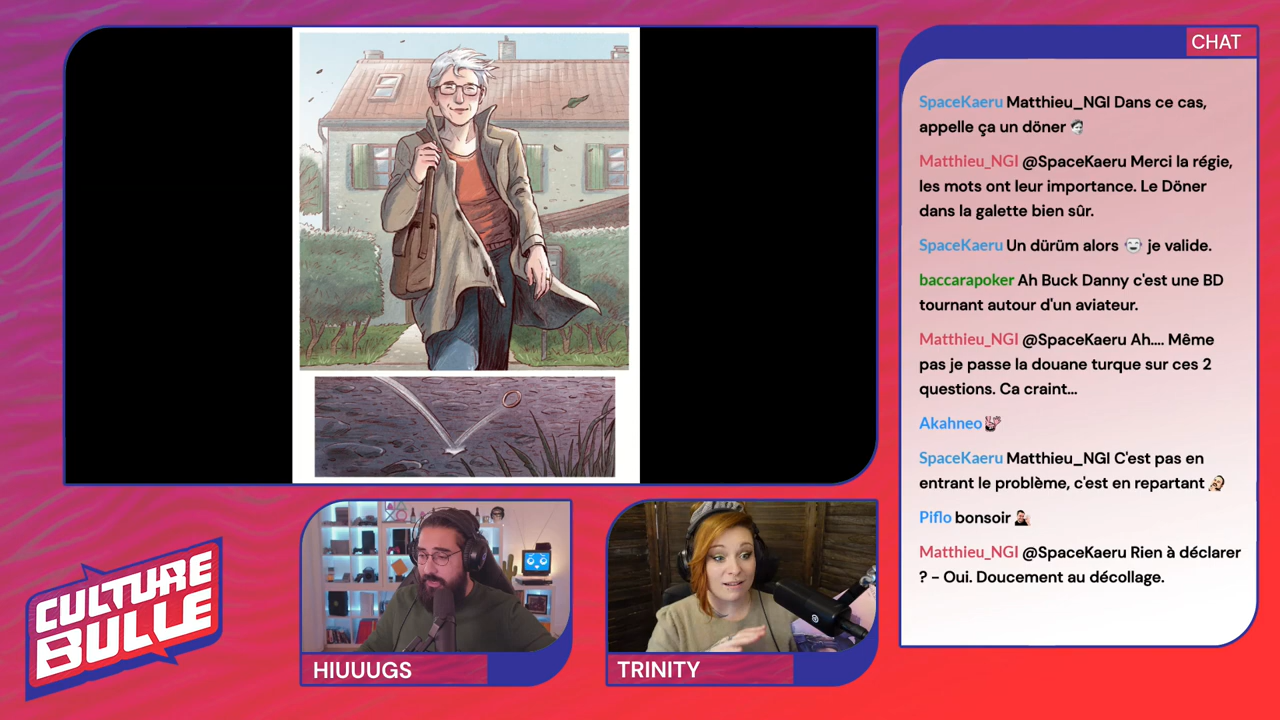 CHAT
SpaceKaeru Matthieu_NGI Dans ce cas,
appelle ça un döner
Matthieu_NGI @SpaceKaeru Merci la régie,
les mots ont leur importance. Le Döner
dans la galette bien sûr.
SpaceKaeru Un dürüm alors je valide.
baccarapoker Ah Buck Danny c'est une BD
tournant autour d'un aviateur.
Matthieu_NGI @SpaceKaeru Ah.... Même
pas je passe la douane turque sur ces 2
questions. Ca craint...
Akahneo
SpaceKaeru Matthieu_NGI C'est pas en
entrant le problème, c'est en repartant
Piflo bonsoir
Matthieu_NGI @SpaceKaeru Rien à déclarer
? – Oui. Doucement au décollage.
CULTURE
BULLE
HIUUUGS
TRINITY